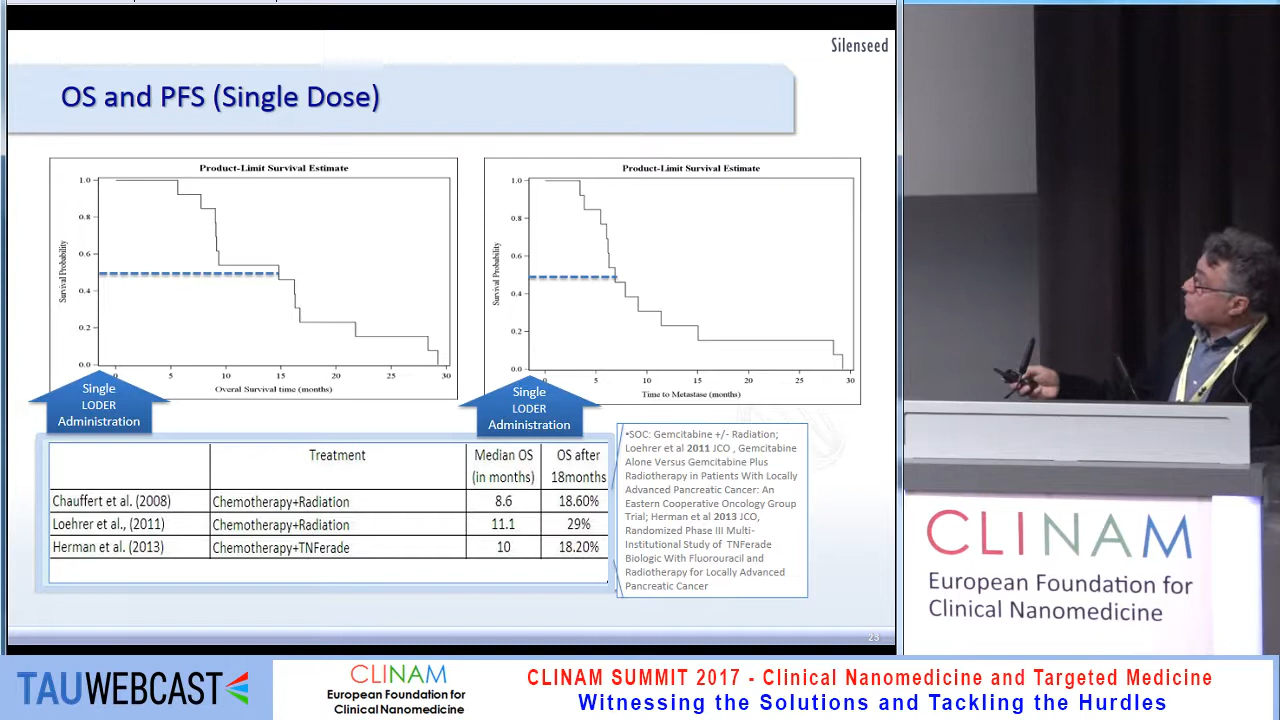 Silenseed
OS and PFS (Single Dose)
Product-Limit Survival Estimate
Survival Probability
1.0
0.8
0.6
0.4
0.2
0.0
0
5
10
15
20
25
30
Overal Survival time (months)
Product-Limit Survival Estimate
Survival Probability
1.0
0.8
0.6
0.4
0.2
0.0
0
5
10
15
20
25
30
Time to Metastase (months)
Single
LODER
Administration
Single
LODER
Administration
Treatment Median OS OS after
(in months) 18months
Chauffert et al. (2008) Chemotherapy+Radiation 8.6 18.60%
Loehrer et al., (2011) Chemotherapy+Radiation 11.1 29%
Herman et al. (2013) Chemotherapy+TNFerade 10 18.20%
•SOC: Gemcitabine +/- Radiation;
Loehrer et al 2011 JCO , Gemcitabine
Alone Versus Gemcitabine Plus
Radiotherapy in Patients With Locally
Advanced Pancreatic Cancer: An
Eastern Cooperative Oncology Group
Trial; Herman et al 2013 JCO,
Randomized Phase III Multi-
Institutional Study of TNFerade
Biologic With Fluorouracil and
Radiotherapy for Locally Advanced
Pancreatic Cancer
23
CLINAM
European Foundation for
Clinical Nanomedicine
TAUWEBCAST
CLINAM
European Foundation for
Clinical Nanomedicine
CLINAM SUMMIT 2017 - Clinical Nanomedicine and Targeted Medicine
Witnessing the Solutions and Tackling the Hurdles